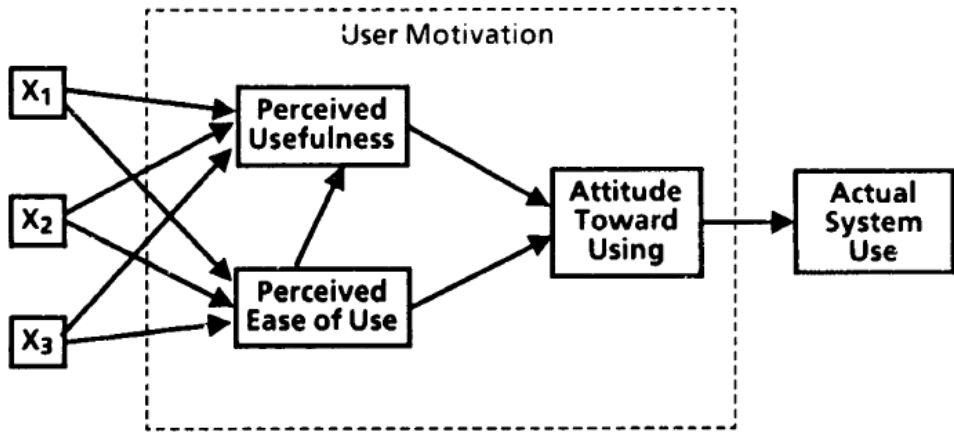 User Motivation
X1
Perceived
Usefulness
X2
Attitude
Toward
Using
Actual
System
Use
Perceived
Ease of Use
X3